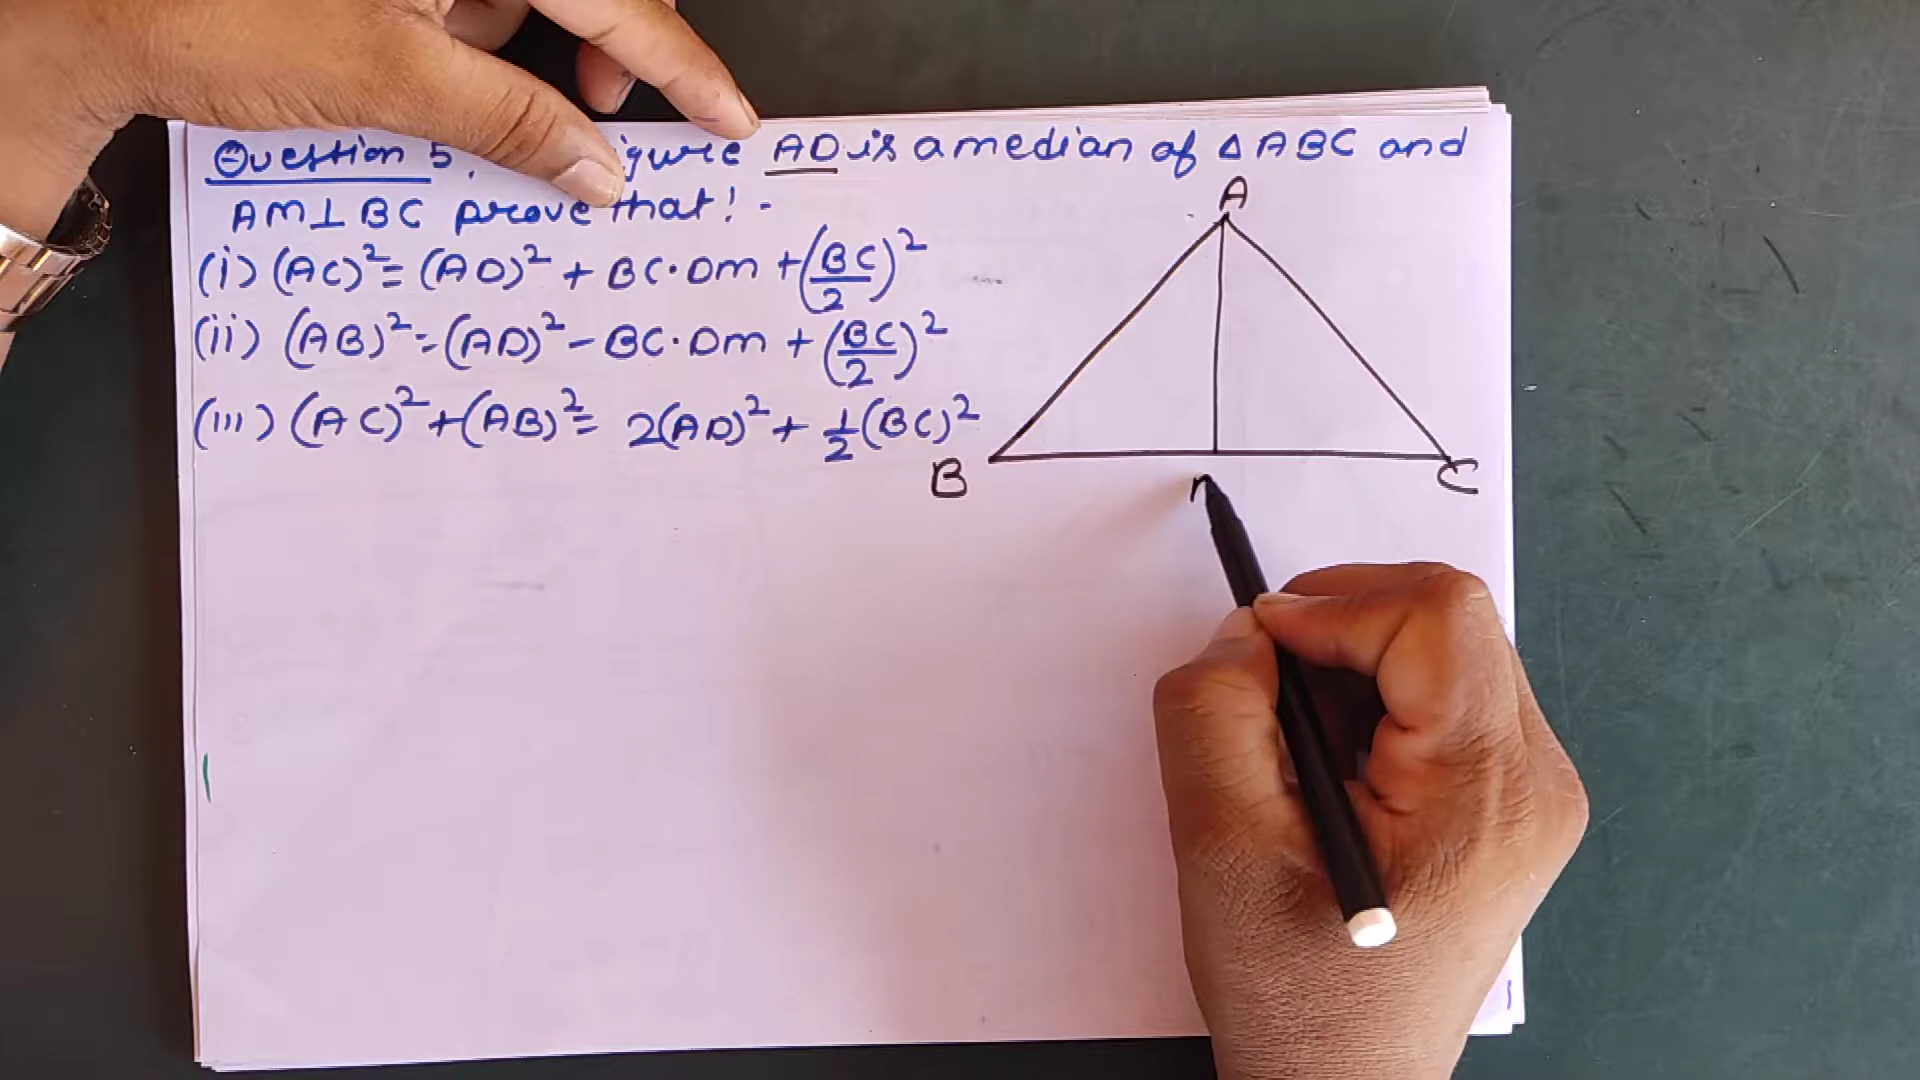 Question 5, igure AD is a median of △ ABC and
AM⊥BC prove that! -
(i) (AC)²= (AD)² + BC·Dm +(BC/2)²
(ii) (AB)²=(AD)²- BC·Dm + (BC/2)²
(iii) (AC)²+(AB)²= 2(AD)²+ 1/2(BC)²
A
B
C